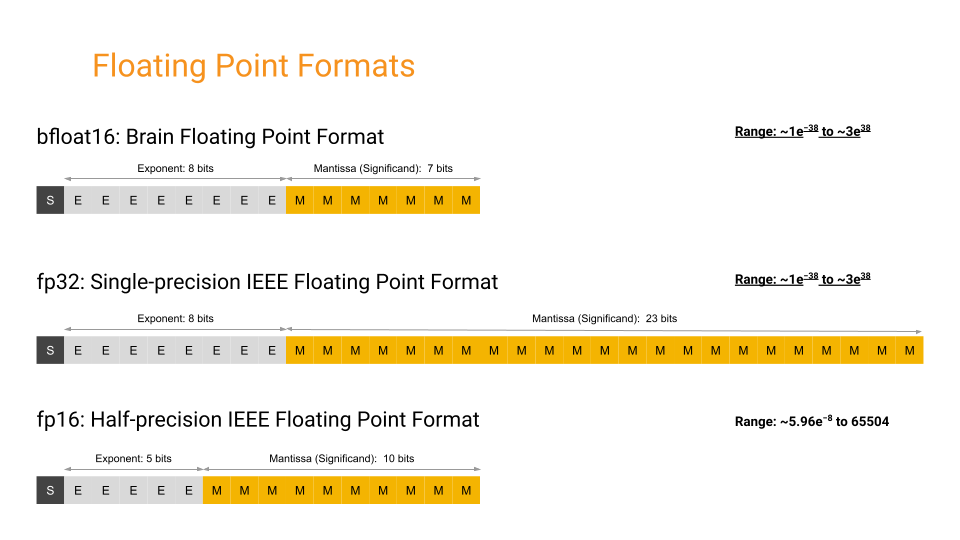 Floating Point Formats
bfloat16: Brain Floating Point Format
Range: ~1e⁻³⁸ to ~3e³⁸
Exponent: 8 bits
Mantissa (Significand): 7 bits
S E E E E E E E E M M M M M M M
fp32: Single-precision IEEE Floating Point Format
Range: ~1e⁻³⁸ to ~3e³⁸
Exponent: 8 bits
Mantissa (Significand): 23 bits
S E E E E E E E E M M M M M M M M M M M M M M M M M M M M M M M
fp16: Half-precision IEEE Floating Point Format
Range: ~5.96e⁻⁸ to 65504
Exponent: 5 bits
Mantissa (Significand): 10 bits
S E E E E E M M M M M M M M M M